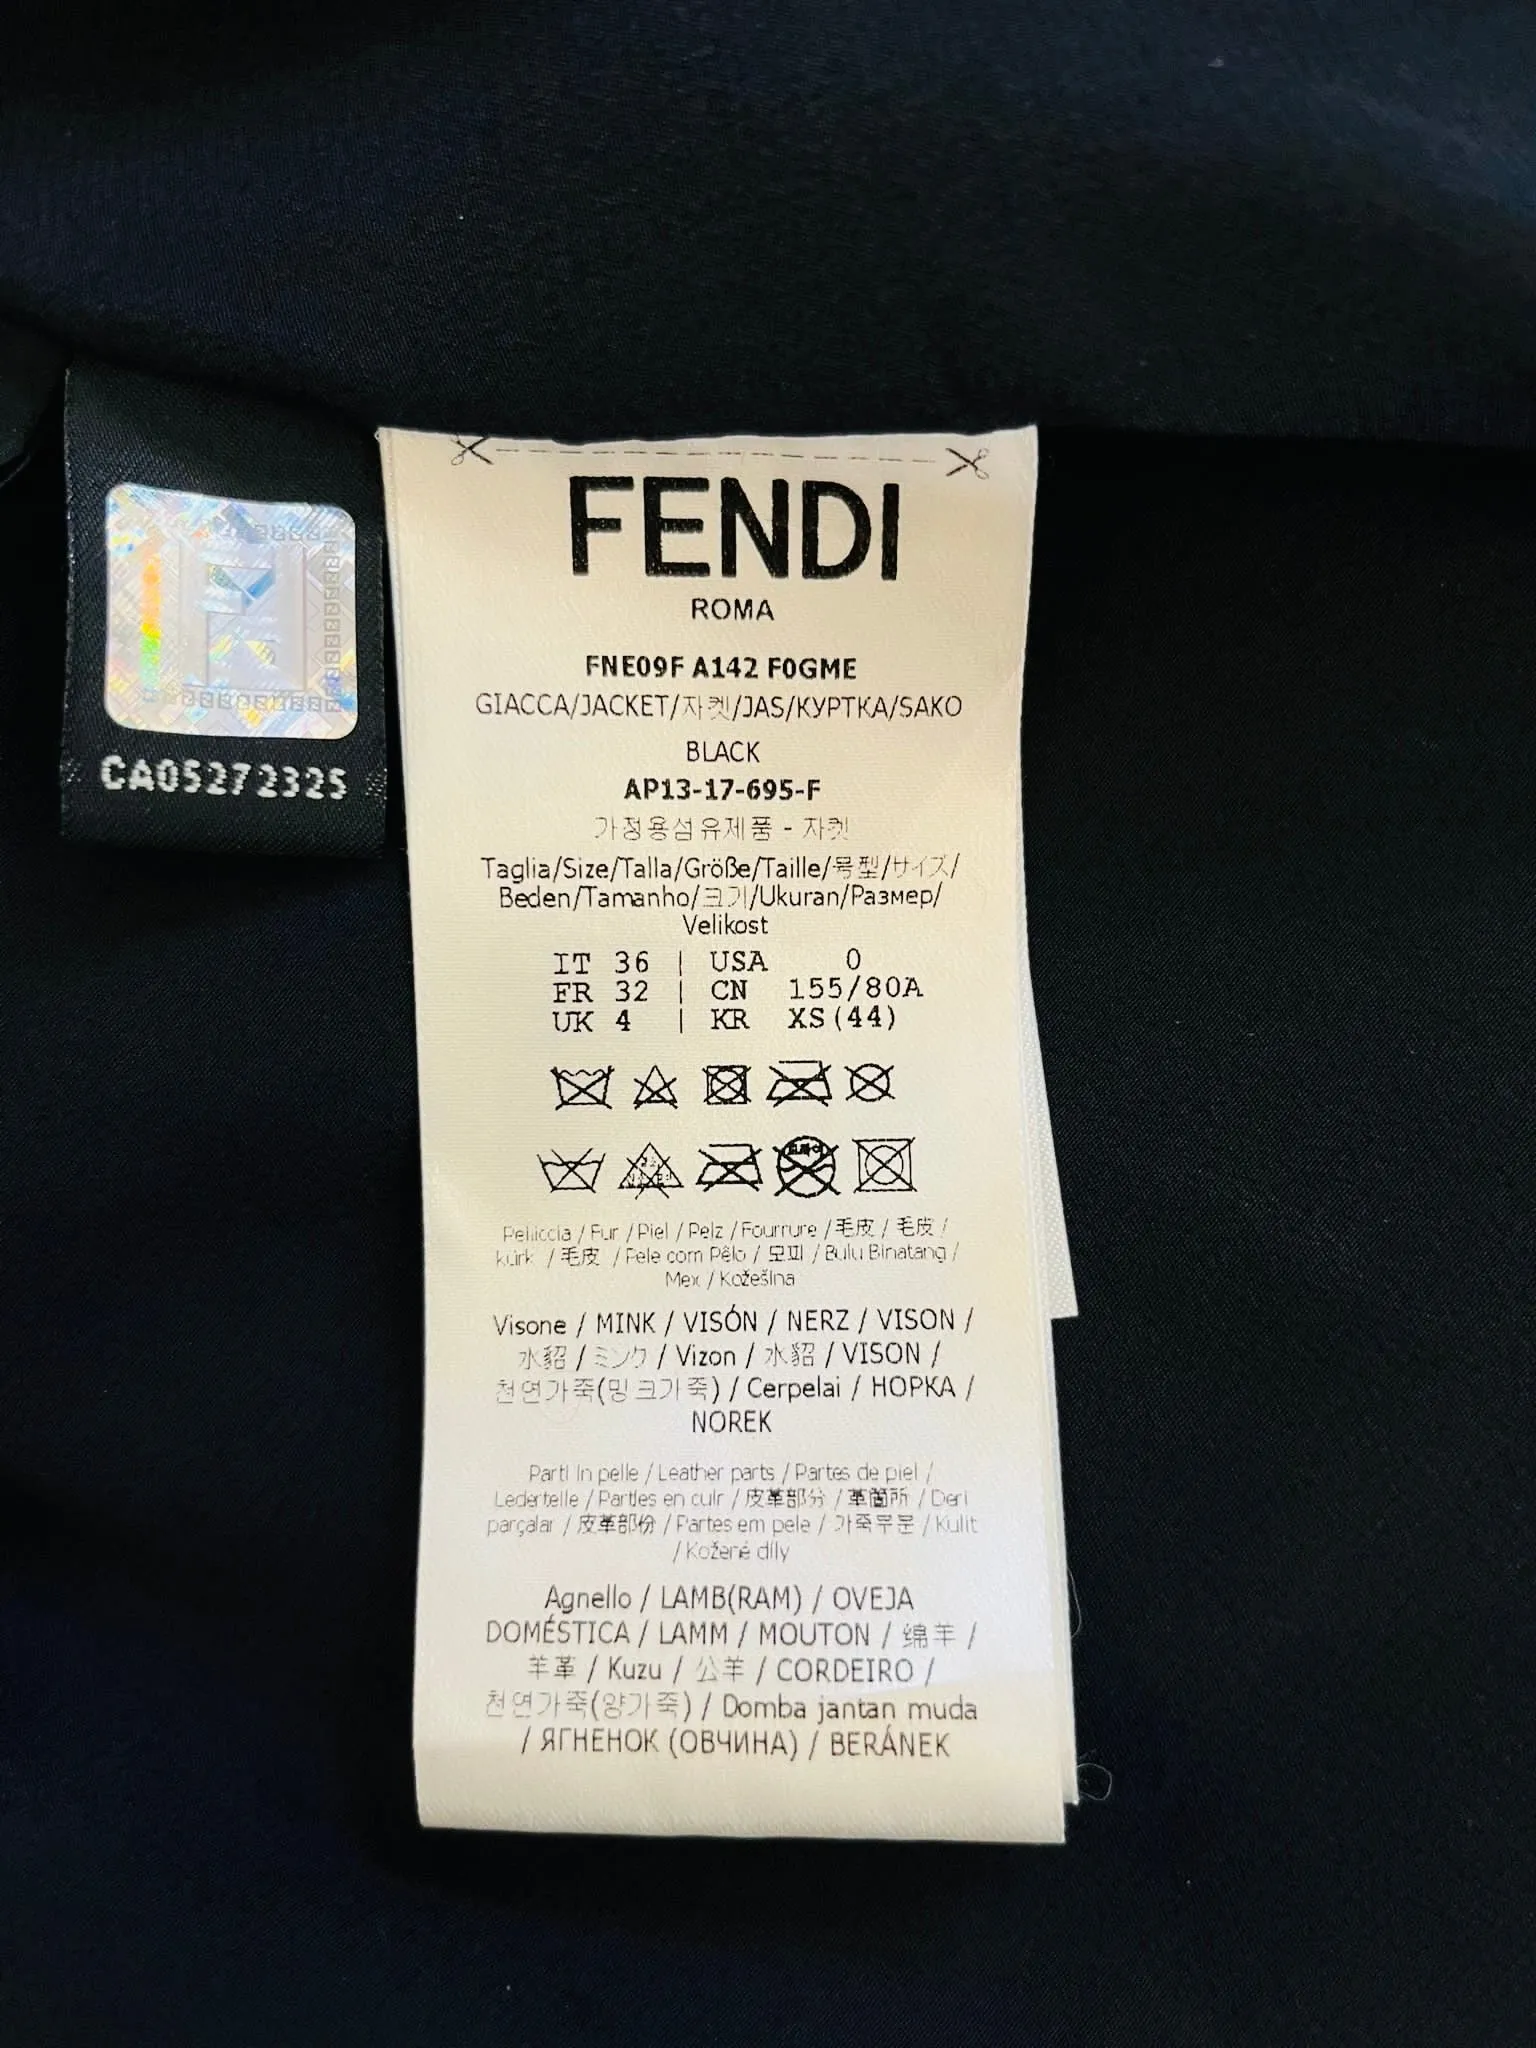 FENDI
ROMA
FNE09F A142 F0GME
GIACCA/JACKET/자켓/JAS/КУРТКА/SAKO
BLACK
AP13-17-695-F
가정용섬유제품 - 자켓
Taglia/Size/Talla/Größe/Taille/号型/サイズ/
Beden/Tamanho/크기/Ukuran/Размер/
Velikost
IT 36 | USA 0
FR 32 | CN 155/80A
UK 4 | KR XS(44)
Pelliccia / Fur / Piel / Pelz / Fourrure / 毛皮 / 毛皮 /
kürk / 毛皮 / Pele com Pêlo / 모피 / Bulu Binatang /
Mex / Kožešina
Visone / MINK / VISÓN / NERZ / VISON /
水貂 / ミンク / Vizon / 水貂 / VISON /
천연가죽(밍크가죽) / Cerpelai / НОРКА /
NOREK
Parti in pelle / Leather parts / Partes de piel /
Lederteile / Parties en cuir / 皮革部分 / 革箇所 / Deri
parçalar / 皮革部份 / Partes em pele / 가죽부분 / Kulit
/ Kožené díly
Agnello / LAMB(RAM) / OVEJA
DOMÉSTICA / LAMM / MOUTON / 绵羊 /
羊革 / Kuzu / 公羊 / CORDEIRO /
천연가죽(양가죽) / Domba jantan muda
/ ЯГНЕНОК (ОВЧИНА) / BERÁNEK
CA05272325